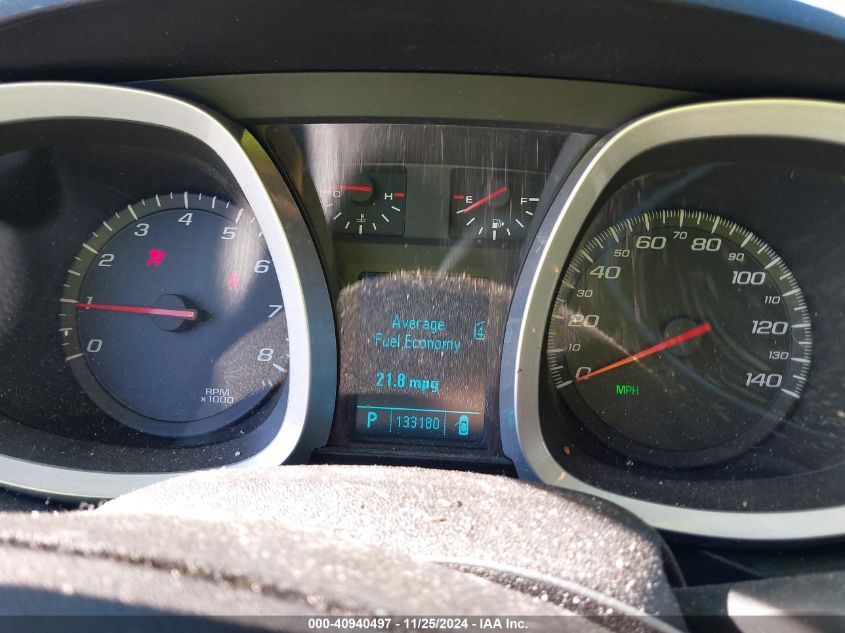 0 1 2 3 4 5 6 7 8
RPM
x1000
C H
E F
Average
Fuel Economy
4
21.8 mpg
P 133180
0 10 20 30 40 50 60 70 80 90 100 110 120 130 140
MPH
000-40940497 - 11/25/2024 - IAA Inc.